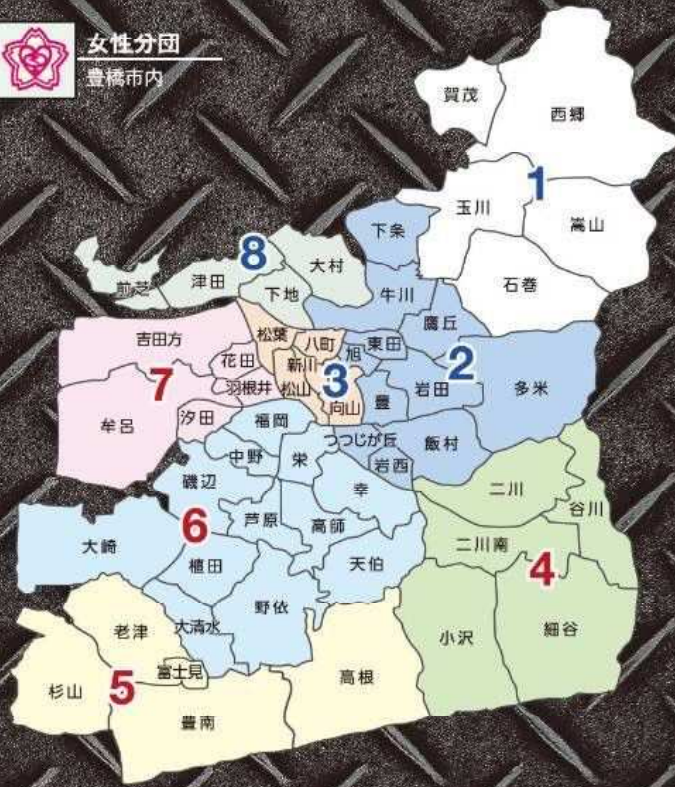 女性分団
豊橋市内
賀茂
西郷
1
玉川
嵩山
下条
石巻
8
大村
前芝
津田
下地
牛川
鷹丘
吉田方
松葉
八町
旭
東田
2
花田
新川
3
岩田
多米
7
羽根井
松山
向山
豊
牟呂
汐田
福岡
つつじが丘
飯村
中野
栄
岩西
磯辺
幸
二川
谷川
6
芦原
高師
大崎
植田
天伯
二川南
4
野依
老津
大清水
小沢
細谷
富士見
高根
杉山
5
豊南